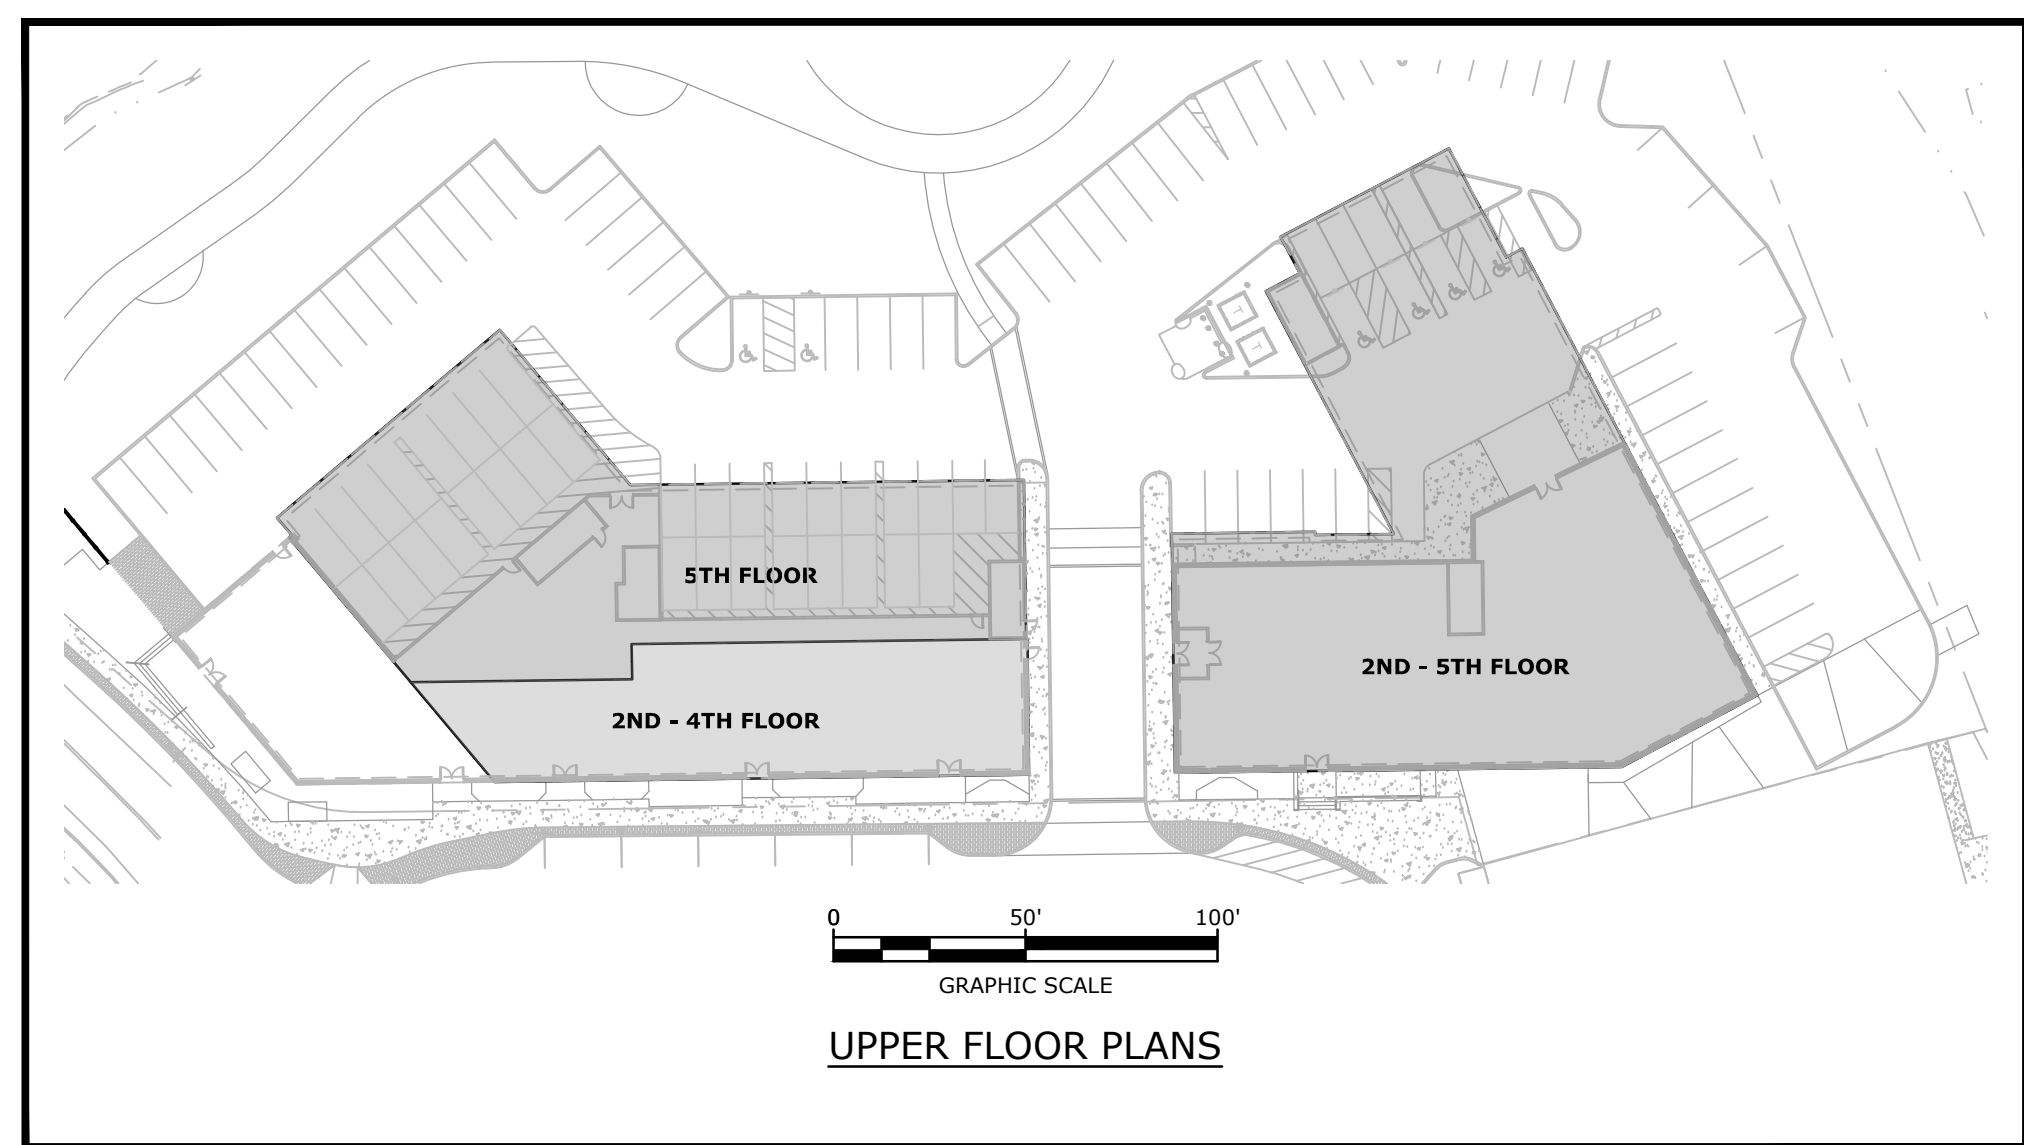 5TH FLOOR
2ND - 4TH FLOOR
2ND - 5TH FLOOR
0 50' 100'
GRAPHIC SCALE
UPPER FLOOR PLANS